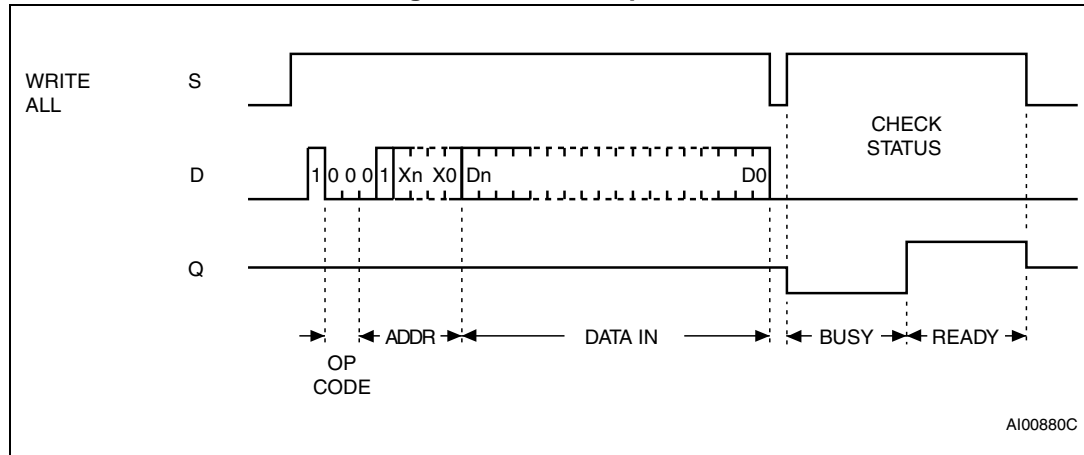 WRITE
ALL
S
CHECK
STATUS
D
1 0 0 0 1 Xn X0 Dn D0
Q
ADDR
DATA IN
BUSY
READY
OP
CODE
AI00880C